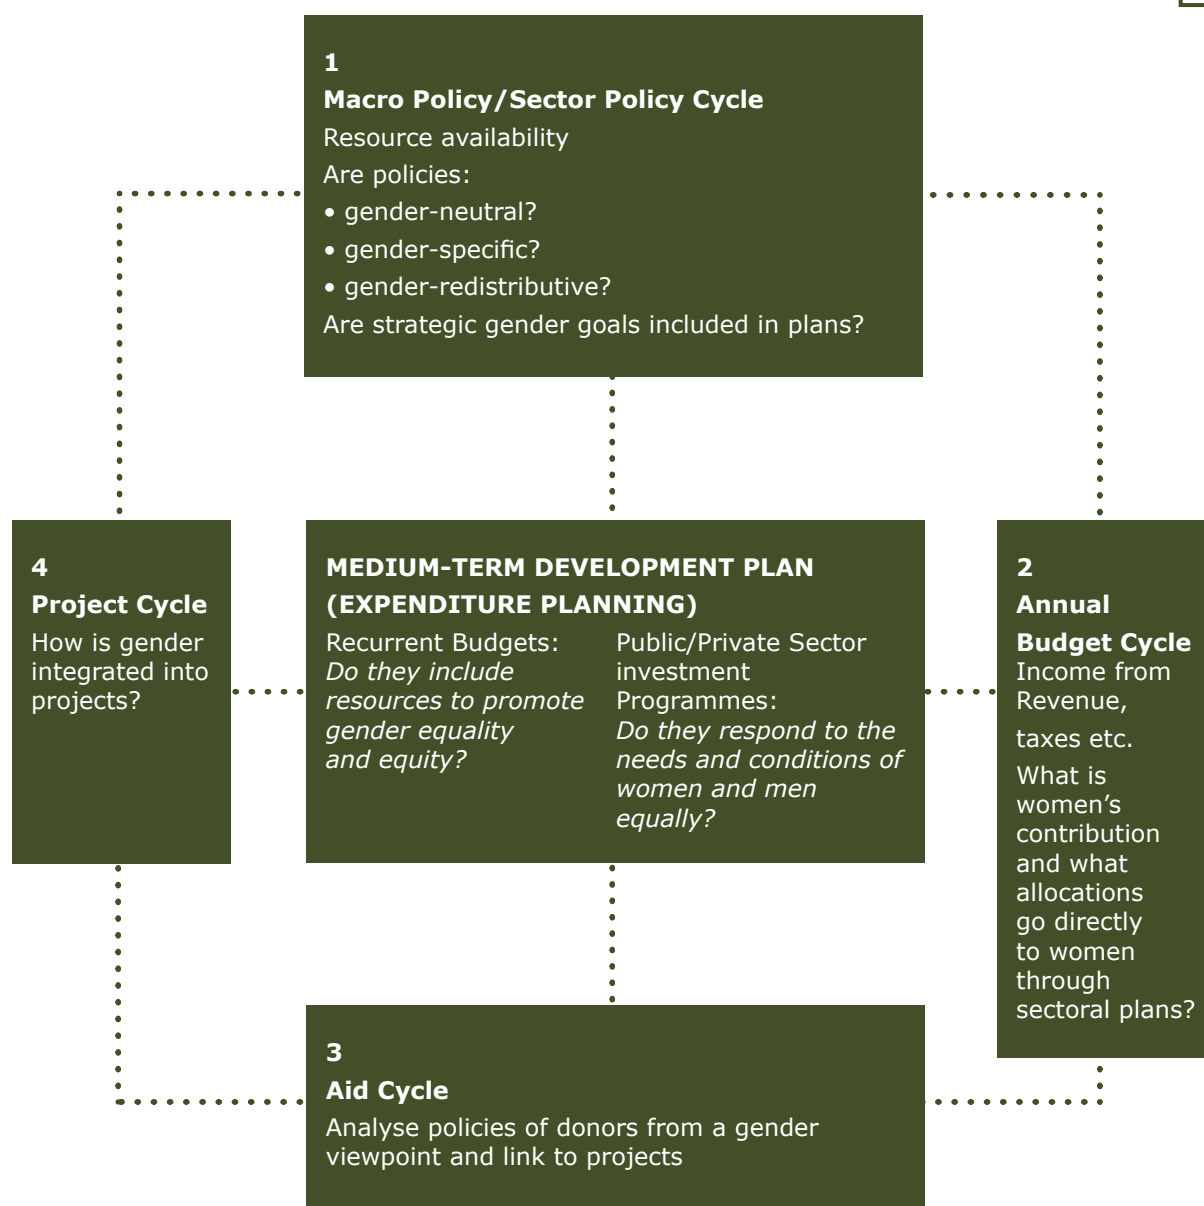 1
Macro Policy/Sector Policy Cycle
Resource availability
Are policies:
• gender-neutral?
• gender-specific?
• gender-redistributive?
Are strategic gender goals included in plans?
4
Project Cycle
How is gender
integrated into
projects?
MEDIUM-TERM DEVELOPMENT PLAN
(EXPENDITURE PLANNING)
Recurrent Budgets:
Do they include
resources to promote
gender equality
and equity?
Public/Private Sector
investment
Programmes:
Do they respond to the
needs and conditions of
women and men
equally?
2
Annual
Budget Cycle
Income from
Revenue,
taxes etc.
What is
women’s
contribution
and what
allocations
go directly
to women
through
sectoral plans?
3
Aid Cycle
Analyse policies of donors from a gender
viewpoint and link to projects